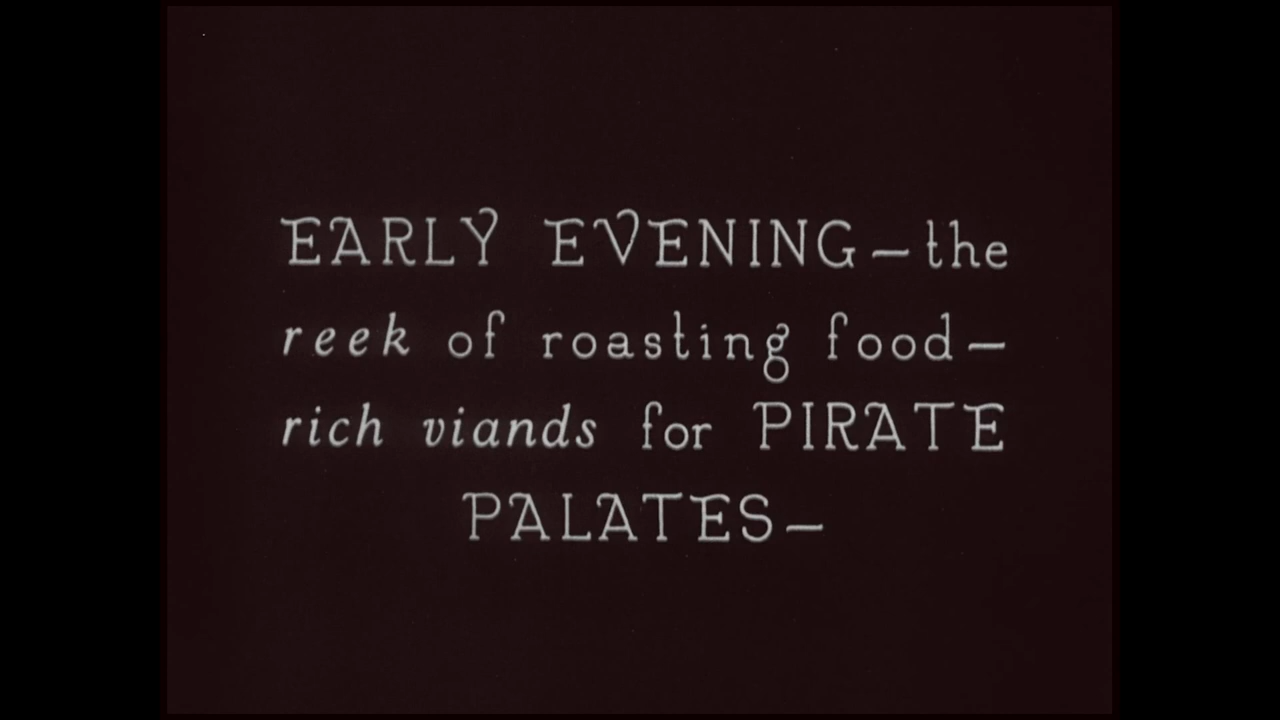 EARLY EVENING—the
reek of roasting food—
rich viands for PIRATE
PALATES—